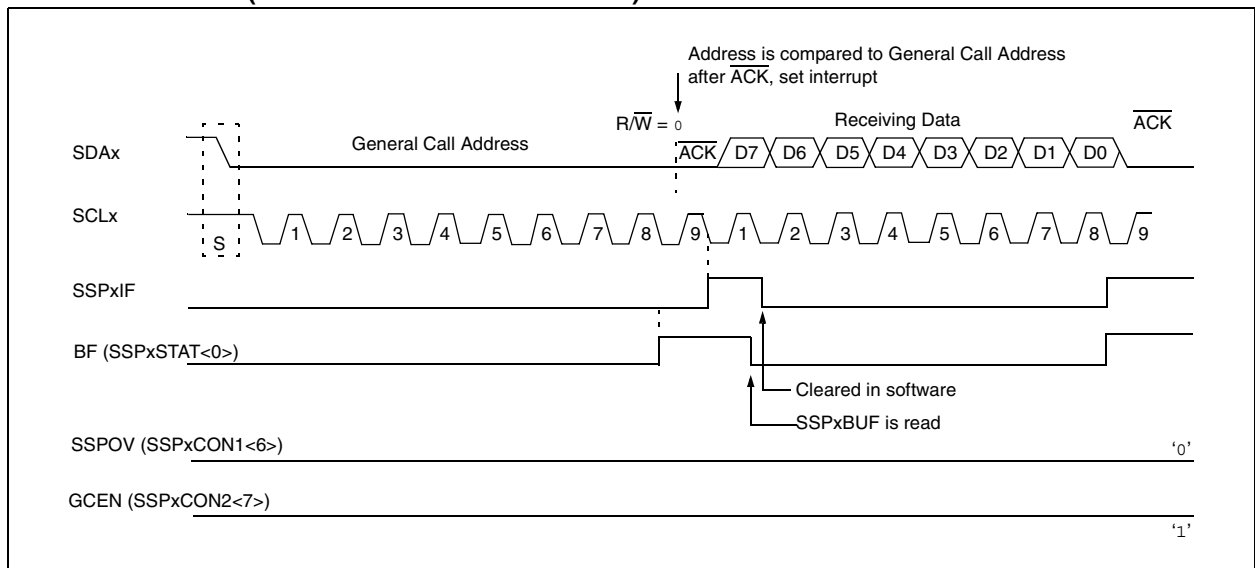 Address is compared to General Call Address
after ACK, set interrupt
R/W = 0
Receiving Data
ACK
SDAx
General Call Address
ACK D7 D6 D5 D4 D3 D2 D1 D0
SCLx
S
1 2 3 4 5 6 7 8 9 1 2 3 4 5 6 7 8 9
SSPxIF
BF (SSPxSTAT<0>)
Cleared in software
SSPxBUF is read
SSPOV (SSPxCON1<6>)
‘0’
GCEN (SSPxCON2<7>)
‘1’